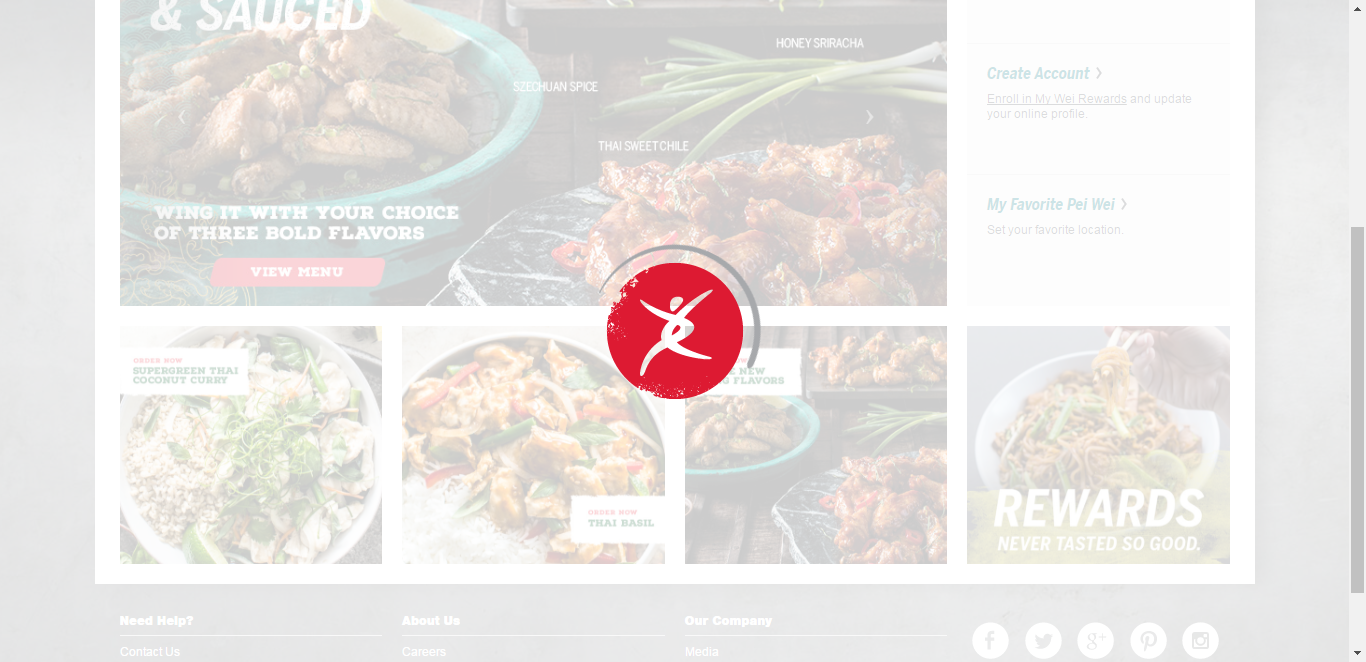 & SAUCED
HONEY SRIRACHA
SZECHUAN SPICE
THAI SWEET CHILE
WING IT WITH YOUR CHOICE
OF THREE BOLD FLAVORS
VIEW MENU
Create Account
Enroll in My Wei Rewards and update
your online profile.
My Favorite Pei Wei
Set your favorite location.
ORDER NOW
SUPERGREEN THAI
COCONUT CURRY
ORDER NOW
THAI BASIL
NEW
FLAVORS
REWARDS
NEVER TASTED SO GOOD.
Need Help?
Contact Us
About Us
Careers
Our Company
Media